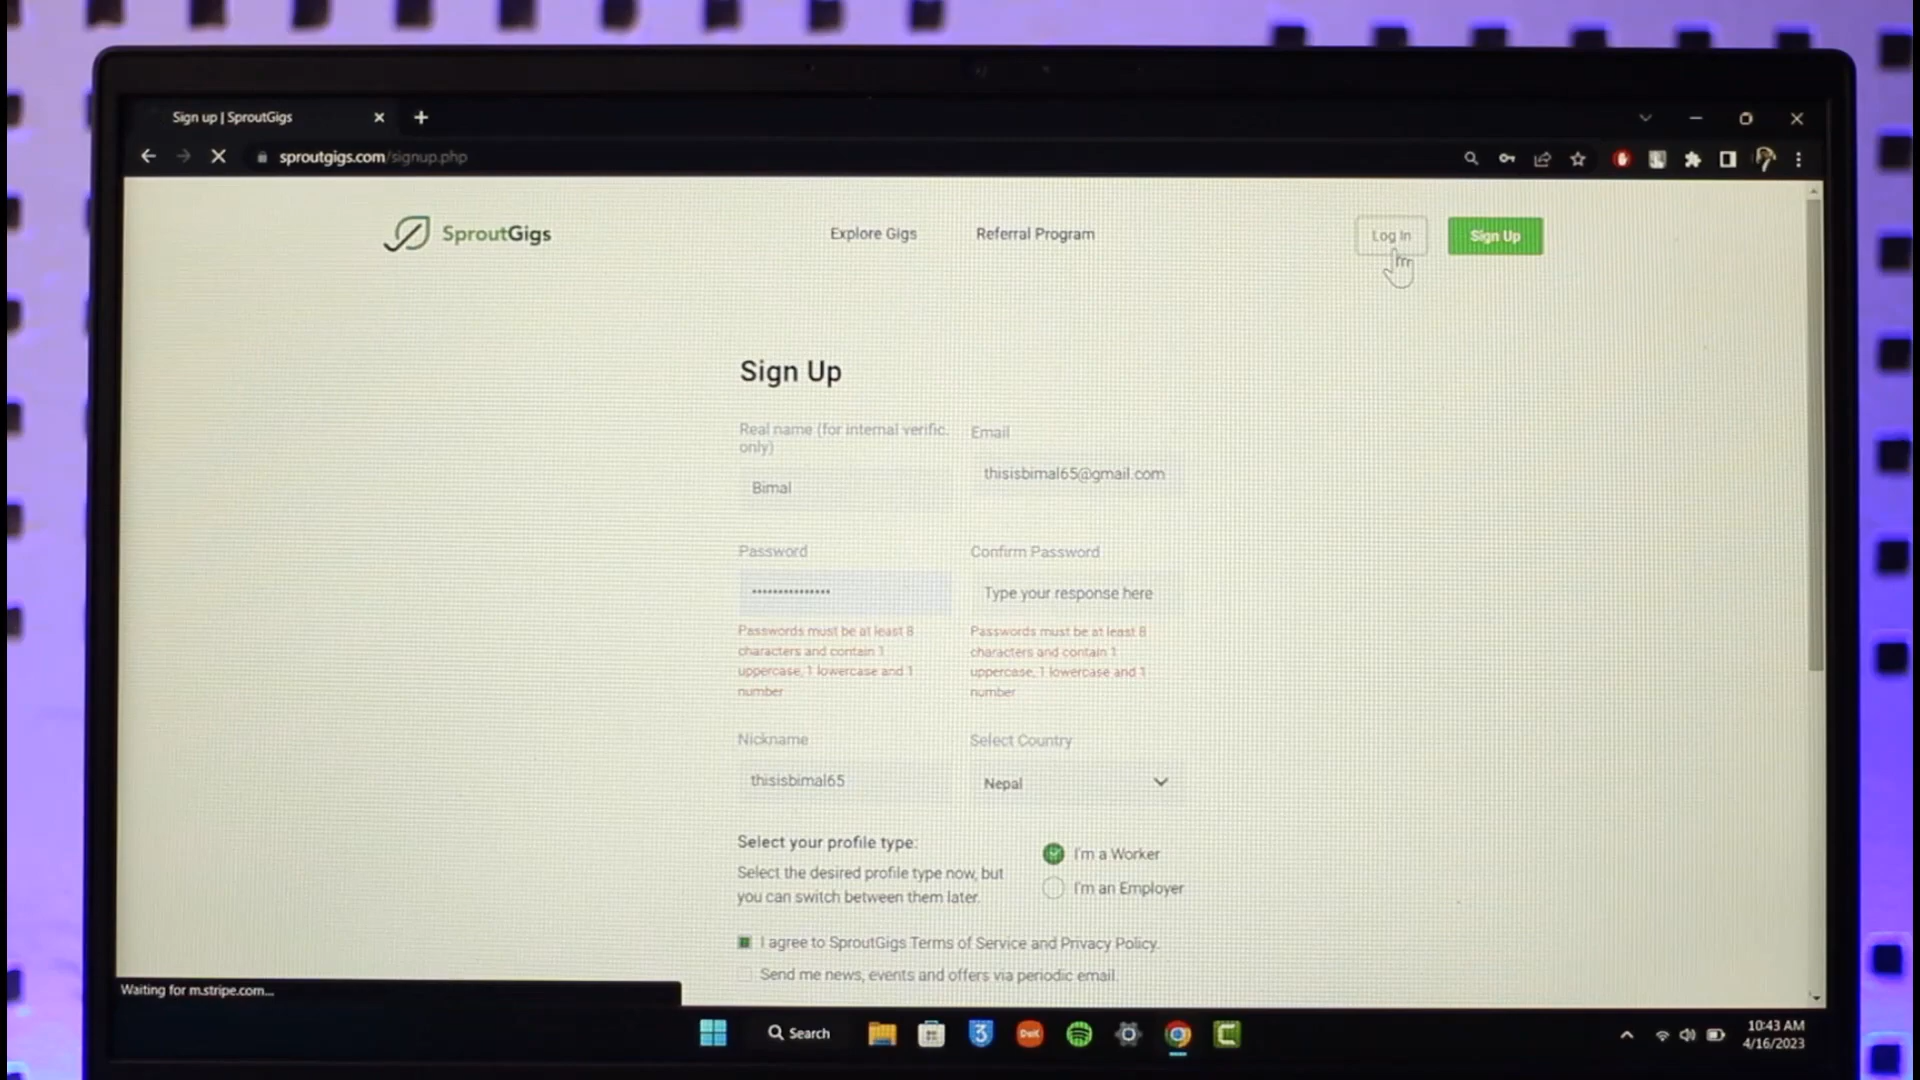 Sign up | SproutGigs
sproutgigs.com/signup.php
SproutGigs
Explore Gigs
Referral Program
Log In
Sign Up
Sign Up
Real name (for internal verific. only)
Email
Bimal
thisisbimal65@gmail.com
Password
Confirm Password
Type your response here
Passwords must be at least 8
characters and contain 1
uppercase, 1 lowercase and 1
number
Passwords must be at least 8
characters and contain 1
uppercase, 1 lowercase and 1
number
Nickname
Select Country
thisisbimal65
Nepal
Select your profile type:
Select the desired profile type now, but
you can switch between them later.
I'm a Worker
I'm an Employer
I agree to SproutGigs Terms of Service and Privacy Policy.
Send me news, events and offers via periodic email.
Waiting for m.stripe.com...
Search
10:43 AM
4/16/2023